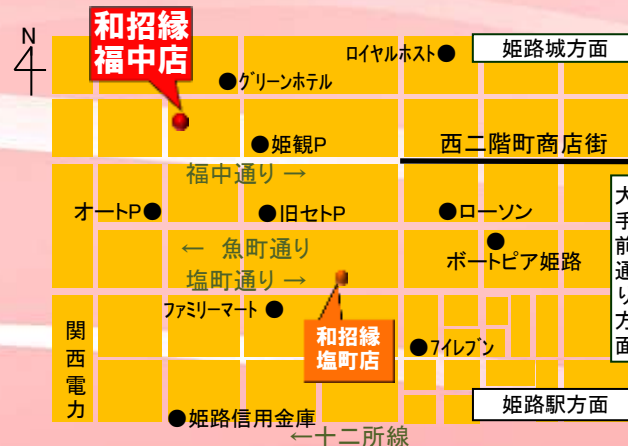 N
和招縁
福中店
ロイヤルホスト
姫路城方面
グリーンホテル
姫観P
西二階町商店街
福中通り →
オートP
旧セトP
ローソン
大手前通り方面
← 魚町通り
ボートピア姫路
塩町通り →
ファミリーマート
和招縁
塩町店
7イレブン
関西電力
姫路信用金庫
姫路駅方面
←十二所線